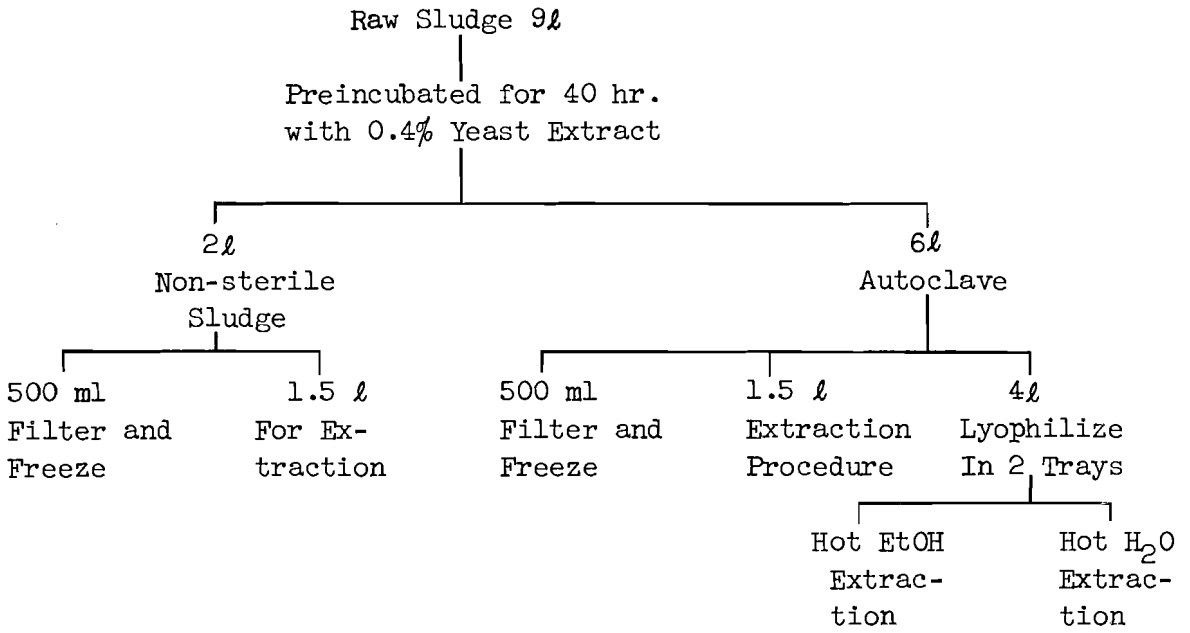 Raw Sludge 9ℓ
Preincubated for 40 hr.
with 0.4% Yeast Extract
2ℓ
Non-sterile
Sludge
6ℓ
Autoclave
500 ml
Filter and
Freeze
1.5 ℓ
For Ex-
traction
500 ml
Filter and
Freeze
1.5 ℓ
Extraction
Procedure
4ℓ
Lyophilize
In 2 Trays
Hot EtOH
Extrac-
tion
Hot H₂O
Extrac-
tion